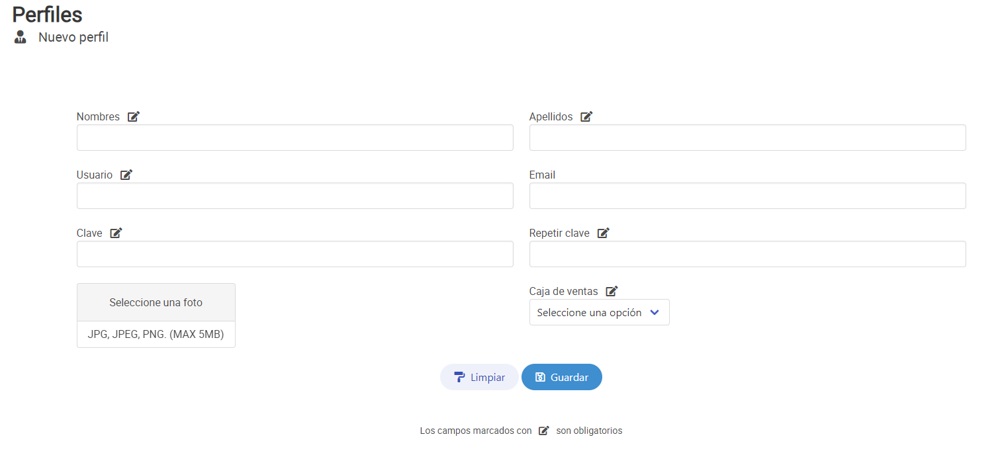 Perfiles
Nuevo perfil
Nombres
Apellidos
Usuario
Email
Clave
Repetir clave
Seleccione una foto
JPG, JPEG, PNG. (MAX 5MB)
Caja de ventas
Seleccione una opción
Limpiar
Guardar
Los campos marcados con son obligatorios